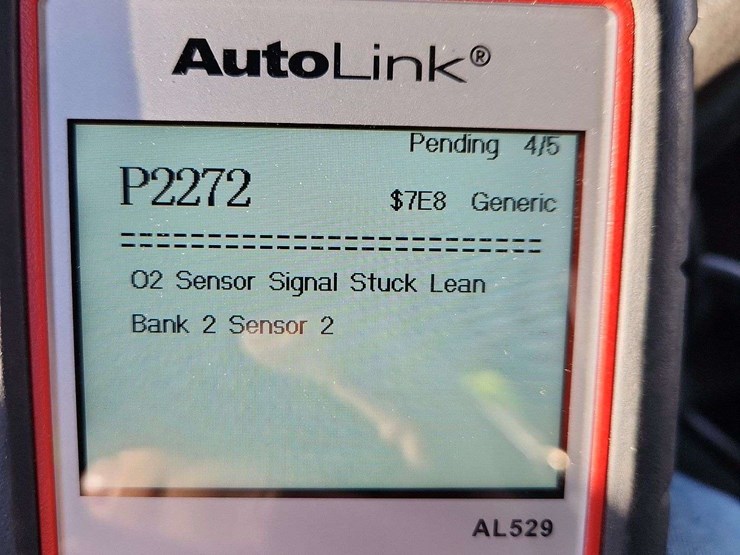 AutoLink®
Pending 4/5
P2272
$7E8 Generic
==============================
O2 Sensor Signal Stuck Lean
Bank 2 Sensor 2
AL529